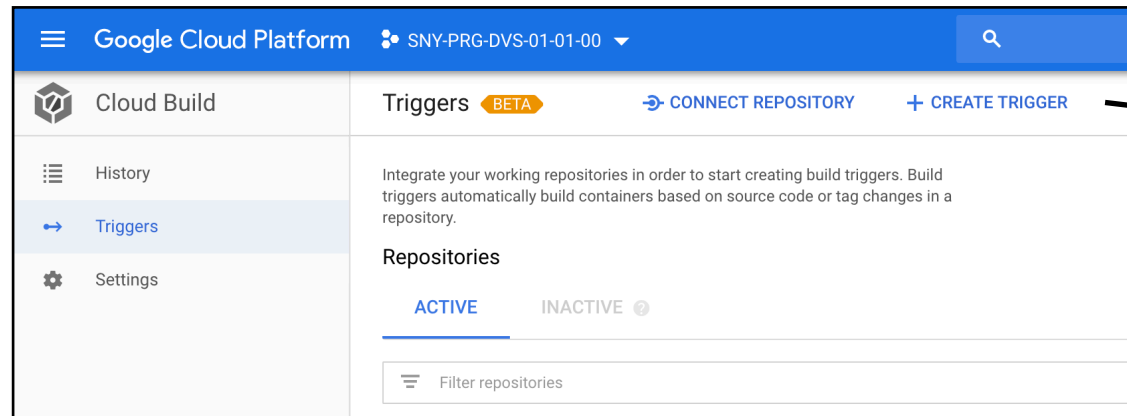 Google Cloud Platform SNY-PRG-DVS-01-01-00
Cloud Build
Triggers BETA CONNECT REPOSITORY + CREATE TRIGGER
History
Triggers
Settings
Integrate your working repositories in order to start creating build triggers. Build
triggers automatically build containers based on source code or tag changes in a
repository.
Repositories
ACTIVE INACTIVE ?
Filter repositories